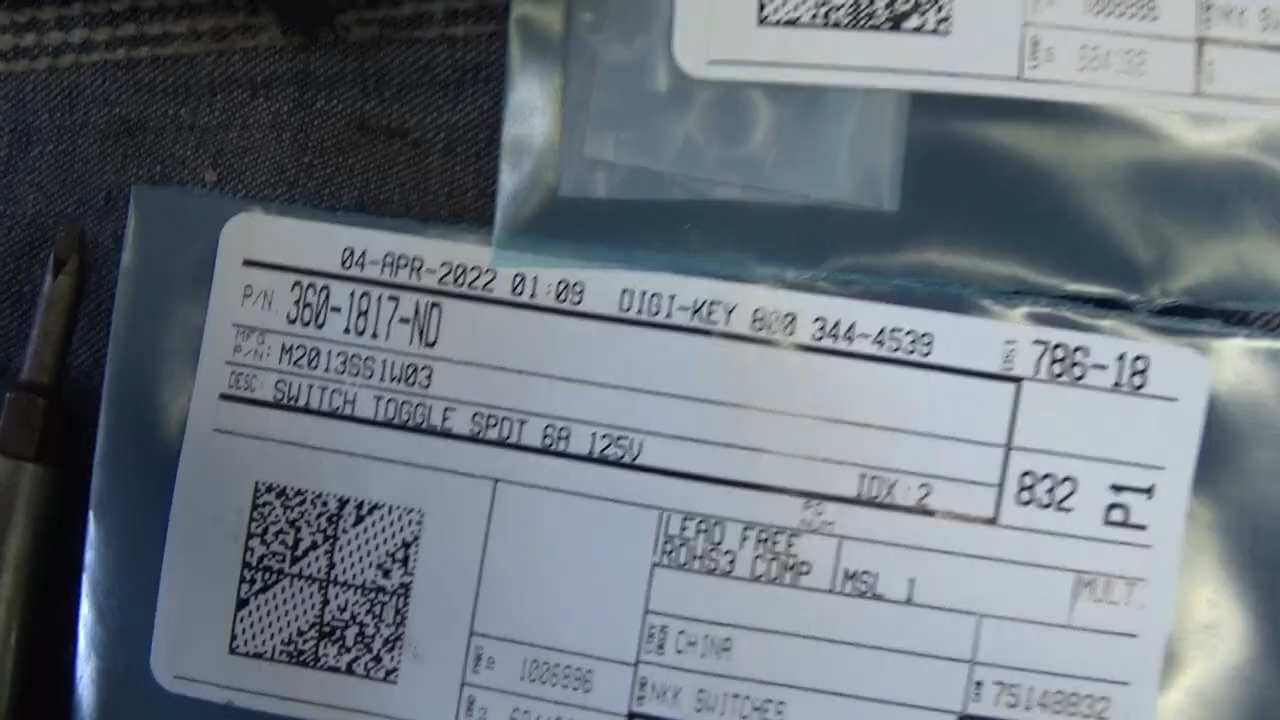 04-APR-2022 01:09 DIGI-KEY 800 344-4539
P/N 360-1817-ND
786-18
MFG P/N: M2013SS1W03
DESC: SWITCH TOGGLE SPDT 6A 125V
IDX: 2
832
P1
LEAD FREE
ROHS3 COMP
MSL 1
MULT
CHINA
NKK SWITCHES
75148832